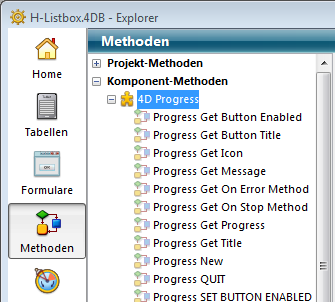 H-Listbox.4DB - Explorer
Methoden
Home
Tabellen
Formulare
Methoden
Projekt-Methoden
Komponent-Methoden
4D Progress
Progress Get Button Enabled
Progress Get Button Title
Progress Get Icon
Progress Get Message
Progress Get On Error Method
Progress Get On Stop Method
Progress Get Progress
Progress Get Title
Progress New
Progress QUIT
Progress SET BUTTON ENABLED